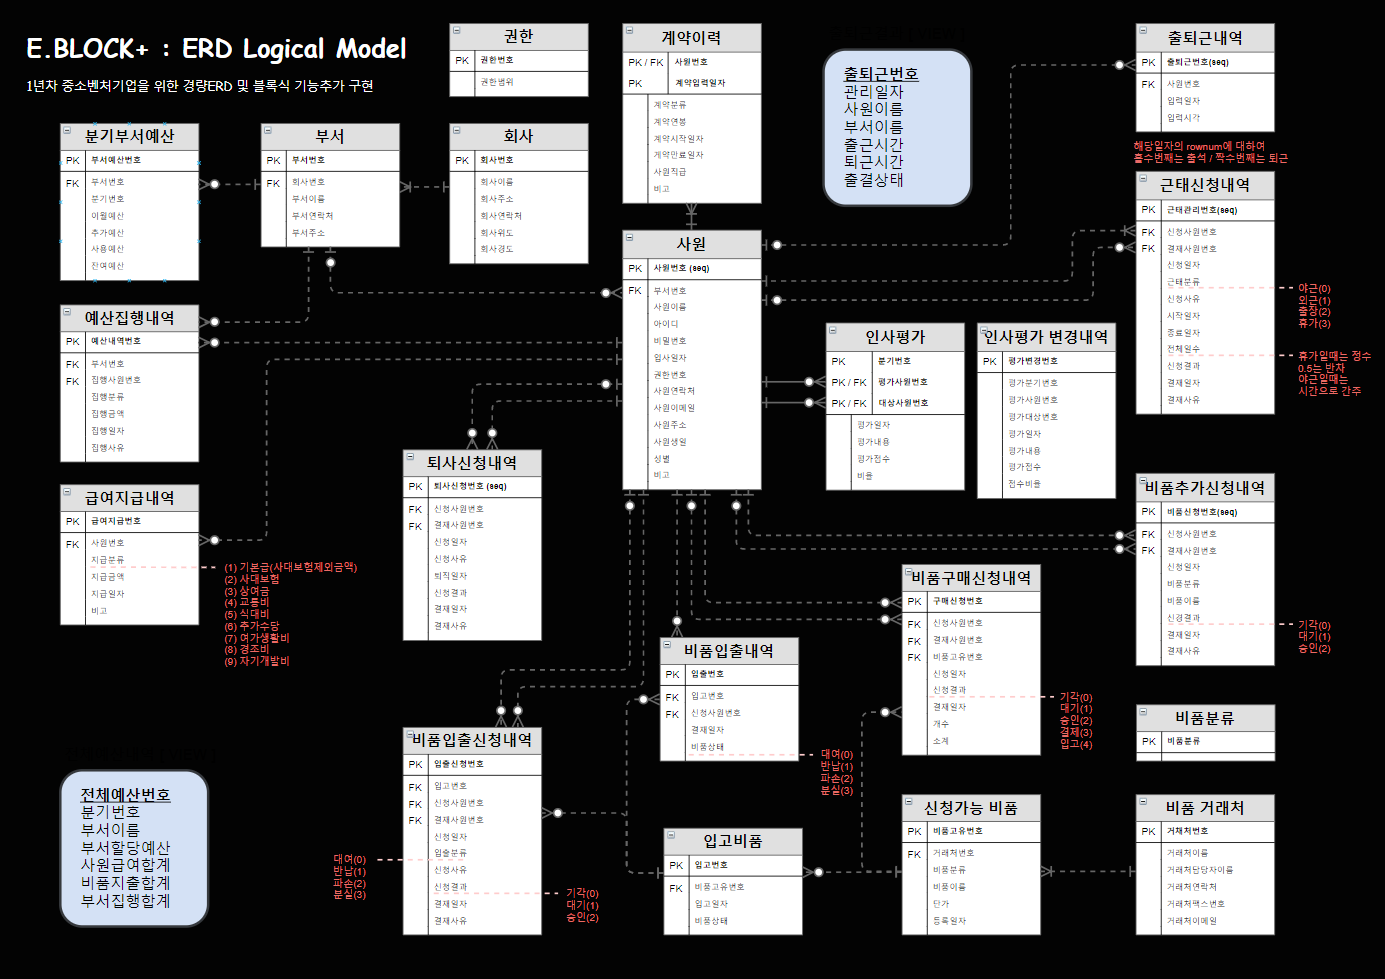 E.BLOCK+ : ERD Logical Model
1년차 중소벤처기업을 위한 경량ERD 및 블록식 기능추가 구현
권한
PK 권한번호
권한범위
계약이력
PK / FK 사원번호
PK 계약입력일자
계약분류
계약연봉
계약시작일자
계약만료일자
사원직급
비고
출퇴근번호
관리일자
사원이름
부서이름
출근시간
퇴근시간
출결상태
출퇴근내역
PK 출퇴근번호(seq)
FK 사원번호
입력일자
입력시각
해당일자의 rownum에 대하여
홀수번째는 출석 / 짝수번째는 퇴근
분기부서예산
PK 부서예산번호
FK 부서번호
분기번호
이월예산
추가예산
사용예산
잔여예산
부서
PK 부서번호
FK 회사번호
부서이름
부서연락처
부서주소
회사
PK 회사번호
회사이름
회사주소
회사연락처
회사위도
회사경도
근태신청내역
PK 근태관리번호(seq)
FK 신청사원번호
FK 결재사원번호
신청일자
근태분류
신청사유
시작일자
종료일자
전체일수
신청결과
결재일자
결재사유
야근(0)
외근(1)
출장(2)
휴가(3)
휴가일때는 정수
0.5는 반차
야근일때는
시간으로 간주
사원
PK 사원번호 (seq)
FK 부서번호
사원이름
아이디
비밀번호
입사일자
권한번호
사원연락처
사원이메일
사원주소
사원생일
성별
비고
예산집행내역
PK 예산내역번호
FK 부서번호
FK 집행사원번호
집행분류
집행금액
집행일자
집행사유
인사평가
PK 분기번호
PK / FK 평가사원번호
PK / FK 대상사원번호
평가일자
평가내용
평가점수
비율
인사평가 변경내역
PK 평가변경번호
평가분기번호
평가사원번호
평가대상번호
평가일자
평가내용
평가점수
점수비율
퇴사신청내역
PK 퇴사신청번호 (seq)
FK 신청사원번호
FK 결재사원번호
신청일자
신청사유
퇴직일자
신청결과
결재일자
결재사유
급여지급내역
PK 급여지급번호
FK 사원번호
지급분류
지급금액
지급일자
비고
(1) 기본급(사대보험제외금액)
(2) 사대보험
(3) 상여금
(4) 교통비
(5) 식대비
(6) 추가수당
(7) 여가생활비
(8) 경조비
(9) 자기개발비
비품추가신청내역
PK 비품신청번호(seq)
FK 신청사원번호
FK 결재사원번호
신청일자
비품분류
비품이름
신경결과
결재일자
결재사유
기각(0)
대기(1)
승인(2)
비품구매신청내역
PK 구매신청번호
FK 신청사원번호
FK 결재사원번호
FK 비품고유번호
신청일자
신청결과
결재일자
개수
소계
기각(0)
대기(1)
승인(2)
결제(3)
입고(4)
비품입출내역
PK 입출번호
FK 입고번호
FK 신청사원번호
결재일자
비품상태
대여(0)
반납(1)
파손(2)
분실(3)
비품분류
PK 비품분류
비품입출신청내역
PK 입출신청번호
FK 입고번호
FK 신청사원번호
FK 결재사원번호
신청일자
입출분류
신청사유
신청결과
결재일자
결재사유
대여(0)
반납(1)
파손(2)
분실(3)
기각(0)
대기(1)
승인(2)
전체예산번호
분기번호
부서이름
부서할당예산
사원급여합계
비품지출합계
부서집행합계
입고비품
PK 입고번호
FK 비품고유번호
입고일자
비품상태
신청가능 비품
PK 비품고유번호
FK 거래처번호
비품분류
비품이름
단가
등록일자
비품 거래처
PK 거채처번호
거래처이름
거래처담당자이름
거래처연락처
거래처팩스번호
거래처이메일